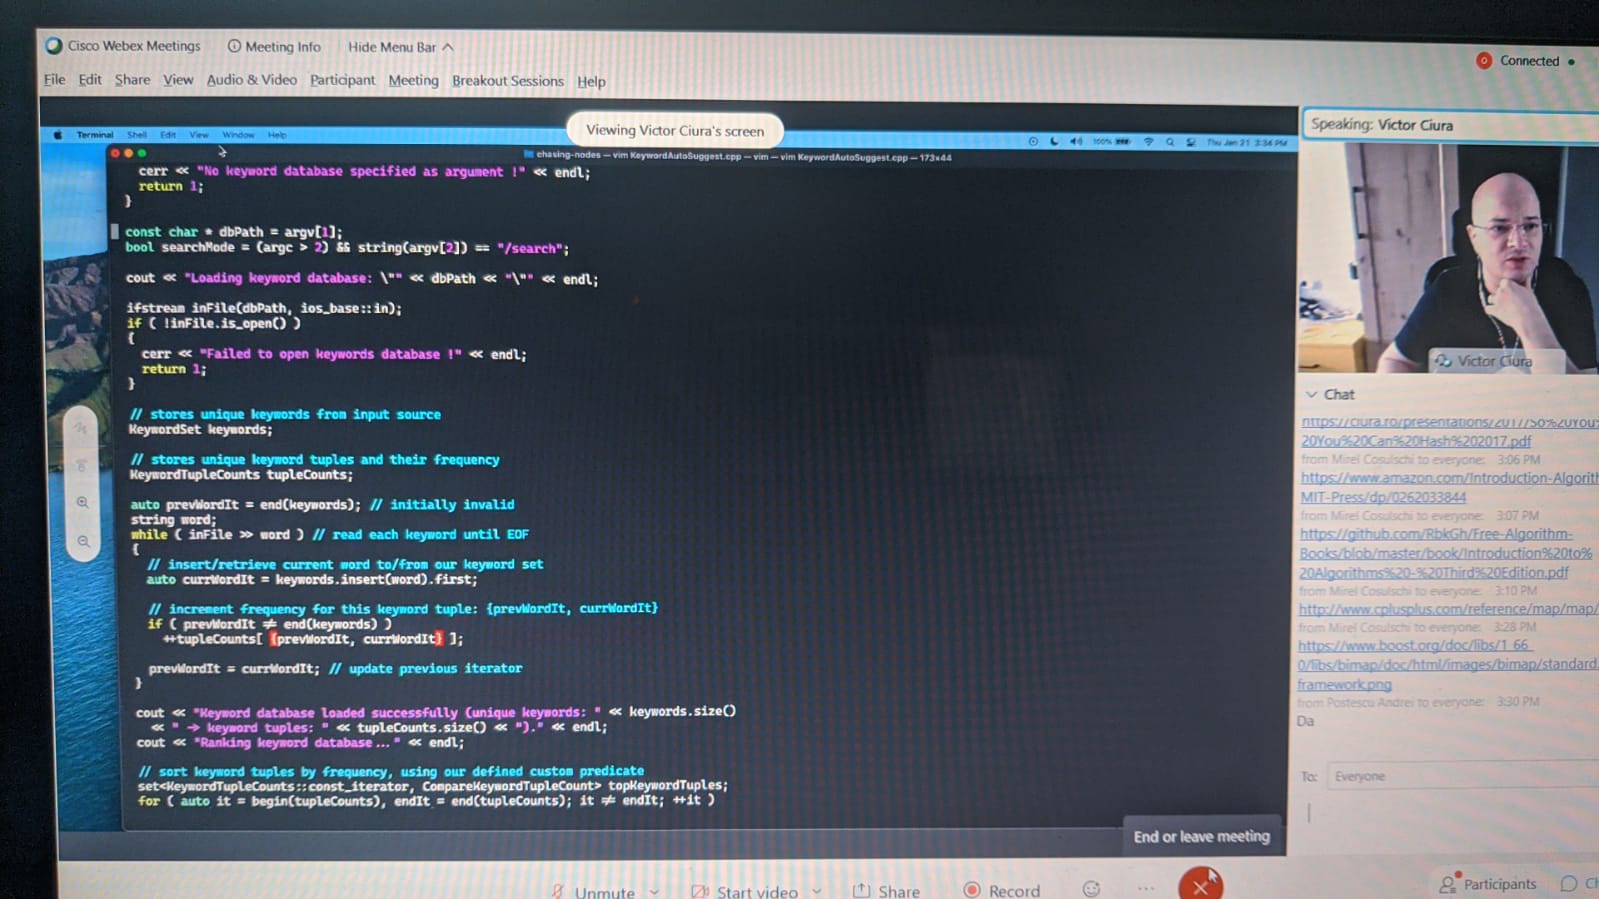 Cisco Webex Meetings Meeting Info Hide Menu Bar
Connected
File Edit Share View Audio & Video Participant Meeting Breakout Sessions Help
Viewing Victor Ciura's screen
Speaking: Victor Ciura
Terminal Shell Edit View Window Help
100% Thu Jan 21 3:34 PM
chasing-nodes — vim KeywordAutoSuggest.cpp — vim — vim KeywordAutoSuggest.cpp — 173×44
cerr << "No keyword database specified as argument !" << endl;
return 1;
}
const char * dbPath = argv[1];
bool searchMode = (argc > 2) && string(argv[2]) == "/search";
cout << "Loading keyword database: \"" << dbPath << "\"" << endl;
ifstream inFile(dbPath, ios_base::in);
if ( !inFile.is_open() )
{
cerr << "Failed to open keywords database !" << endl;
return 1;
}
// stores unique keywords from input source
KeywordSet keywords;
// stores unique keyword tuples and their frequency
KeywordTupleCounts tupleCounts;
auto prevWordIt = end(keywords); // initially invalid
string word;
while ( inFile >> word ) // read each keyword until EOF
{
// insert/retrieve current word to/from our keyword set
auto currWordIt = keywords.insert(word).first;
// increment frequency for this keyword tuple: {prevWordIt, currWordIt}
if ( prevWordIt ≠ end(keywords) )
++tupleCounts[ {prevWordIt, currWordIt} ];
prevWordIt = currWordIt; // update previous iterator
}
cout << "Keyword database loaded successfully (unique keywords: " << keywords.size()
<< " → keyword tuples: " << tupleCounts.size() << ")." << endl;
cout << "Ranking keyword database..." << endl;
// sort keyword tuples by frequency, using our defined custom predicate
set<KeywordTupleCounts::const_iterator, CompareKeywordTupleCount> topKeywordTuples;
for ( auto it = begin(tupleCounts), endIt = end(tupleCounts); it ≠ endIt; ++it )
Victor Ciura
Chat
https://ciura.ro/presentations/2017/So%20You
20You%20Can%20Hash%202017.pdf
from Mirel Cosulschi to everyone: 3:06 PM
https://www.amazon.com/Introduction-Algorith
MIT-Press/dp/0262033844
from Mirel Cosulschi to everyone: 3:07 PM
https://github.com/RbkGh/Free-Algorithm-
Books/blob/master/book/Introduction%20to%
20Algorithms%20-%20Third%20Edition.pdf
from Mirel Cosulschi to everyone: 3:10 PM
http://www.cplusplus.com/reference/map/map/
from Mirel Cosulschi to everyone: 3:28 PM
https://www.boost.org/doc/libs/1_66_
0/libs/bimap/doc/html/images/bimap/standard.
framework.png
from Postescu Andrei to everyone: 3:30 PM
Da
To: Everyone
End or leave meeting
Unmute Start video Share Record
Participants Ch